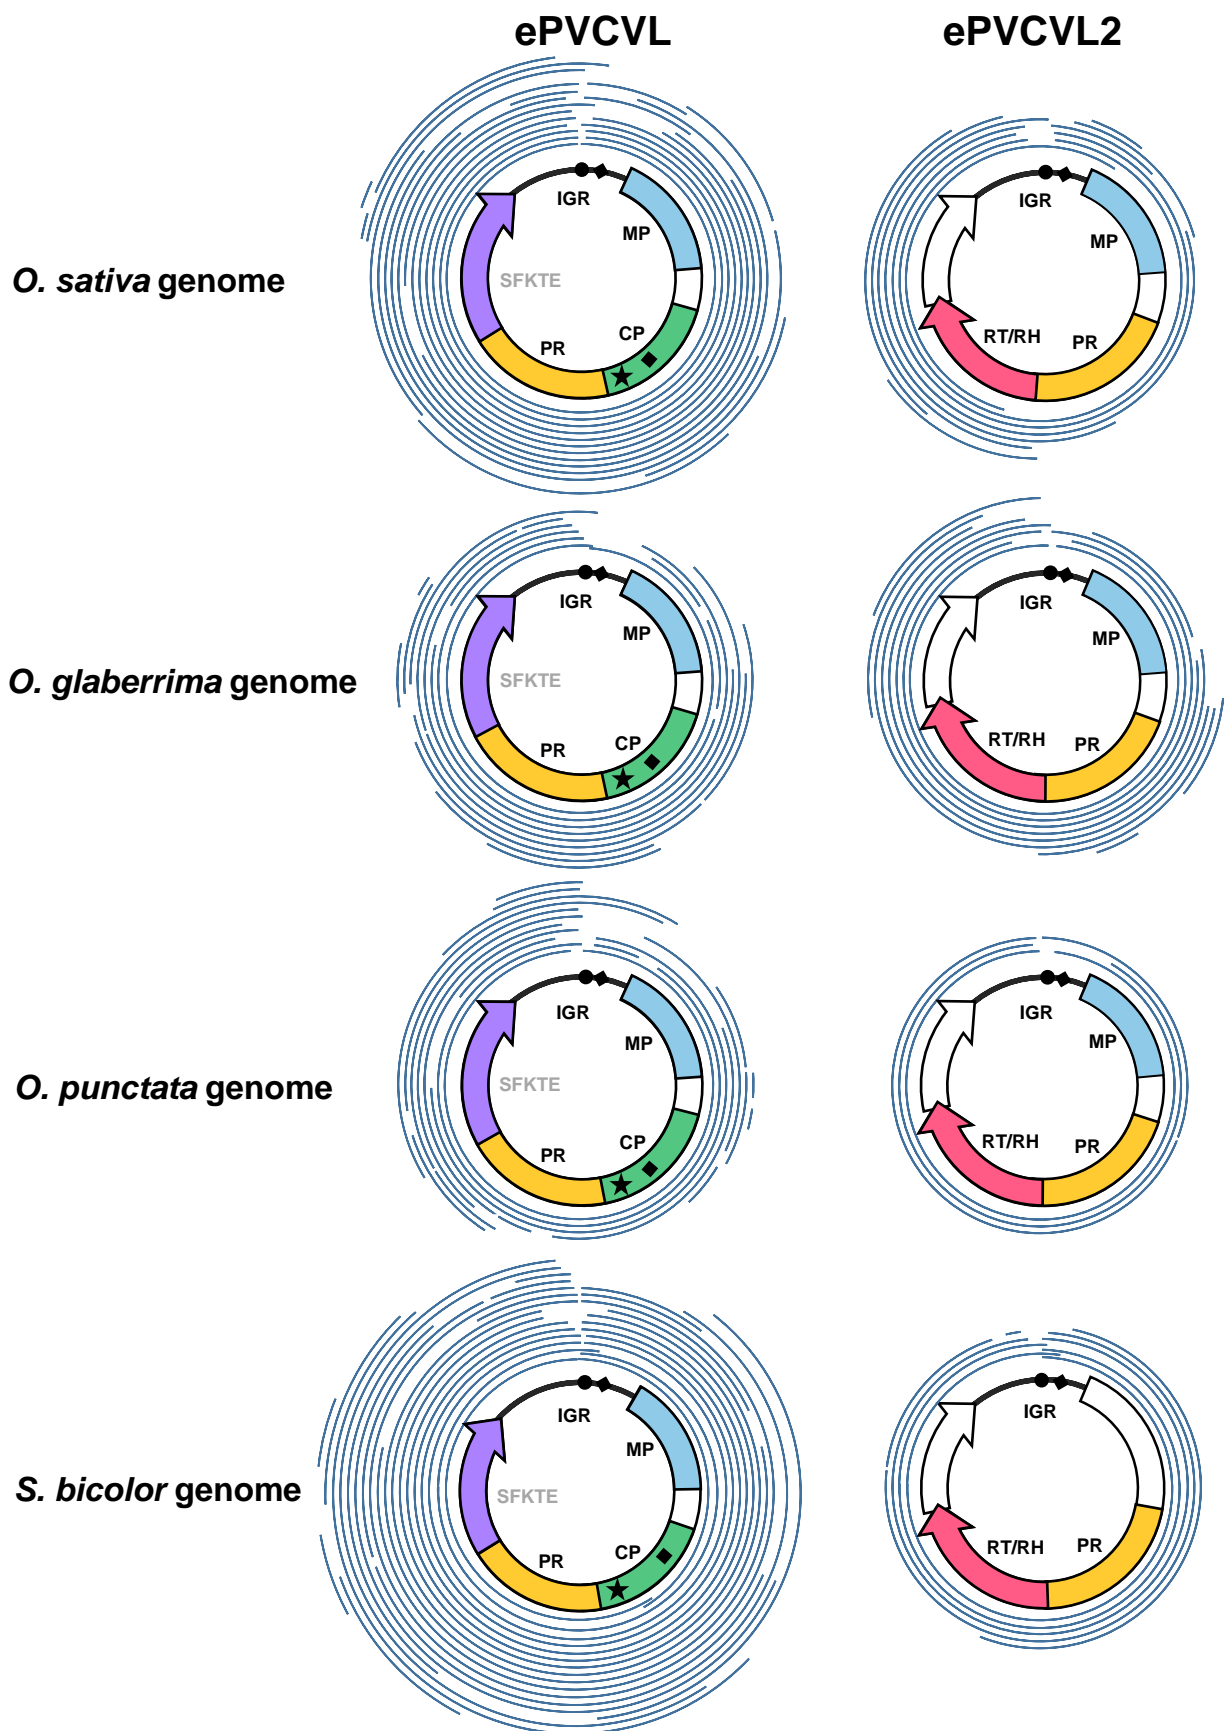 ePVCVL ePVCVL2
IGR IGR
MP MP
O. sativa genome SFKTE
CP RT/RH PR
PR
IGR IGR
MP MP
O. glaberrima genome SFKTE
CP RT/RH PR
PR
IGR IGR
MP MP
O. punctata genome SFKTE
CP RT/RH PR
PR
IGR IGR
MP
S. bicolor genome SFKTE
PR CP RT/RH PR